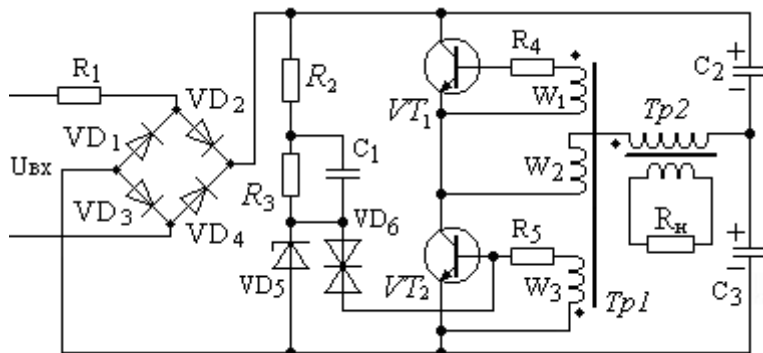 R1
VD1
VD2
Uвх
VD3
VD4
R2
R3
C1
VD5
VD6
VT1
VT2
R4
R5
W1
W2
W3
Tp1
Tp2
Rн
+
C2
−
+
C3
−